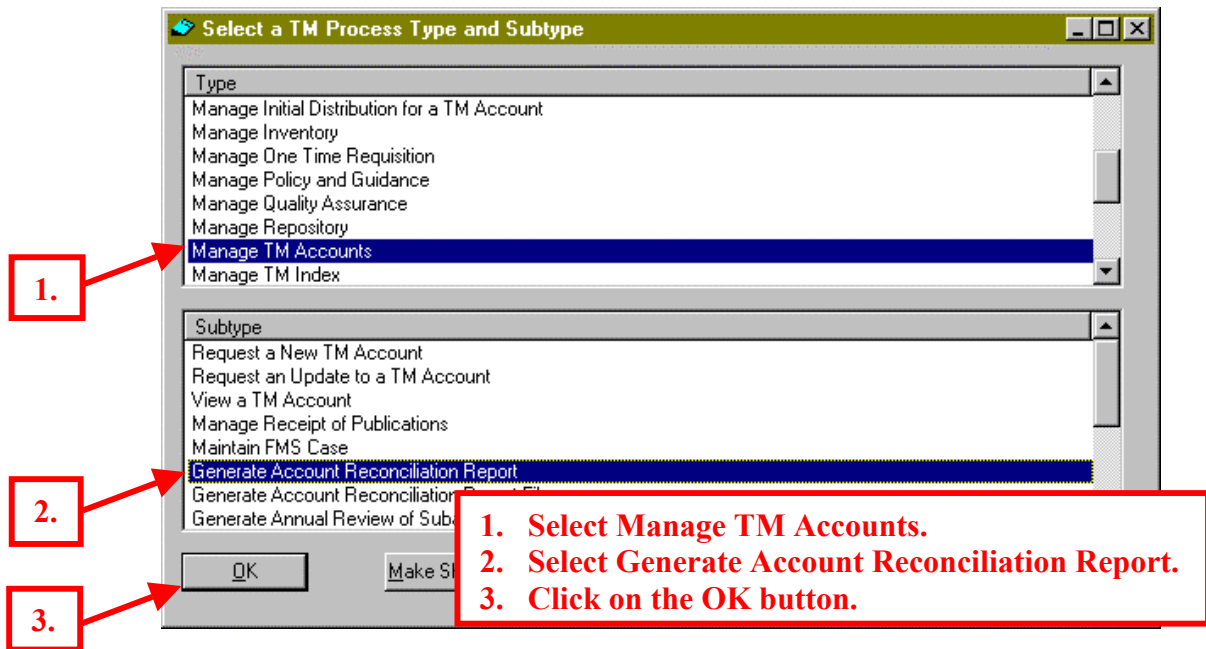 Select a TM Process Type and Subtype
Type
Manage Initial Distribution for a TM Account
Manage Inventory
Manage One Time Requisition
Manage Policy and Guidance
Manage Quality Assurance
Manage Repository
Manage TM Accounts
Manage TM Index
1.
Subtype
Request a New TM Account
Request an Update to a TM Account
View a TM Account
Manage Receipt of Publications
Maintain FMS Case
Generate Account Reconciliation Report
Generate Account Reconciliation
Generate Annual Review of
2.
1. Select Manage TM Accounts.
2. Select Generate Account Reconciliation Report.
3. Click on the OK button.
OK
Make
3.